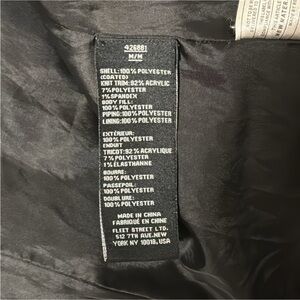 426881
M/M
SHELL: 100% POLYESTER
(COATED)
KNIT TRIM: 92% ACRYLIC
7% POLYESTER
1% SPANDEX
BODY FILL:
100% POLYESTER
PIPING: 100% POLYESTER
LINING: 100% POLYESTER
EXTÉRIEUR:
100% POLYESTER
ENDUIT
TRICOT: 92% ACRYLIQUE
7% POLYESTER
1% ÉLASTHANNE
BOURRE:
100% POLYESTER
PASSEPOIL:
100% POLYESTER
DOUBLURE:
100% POLYESTER
MADE IN CHINA
FABRIQUÉ EN CHINE
FLEET STREET LTD.
512 7TH AVE. NEW
YORK NY 10018, USA